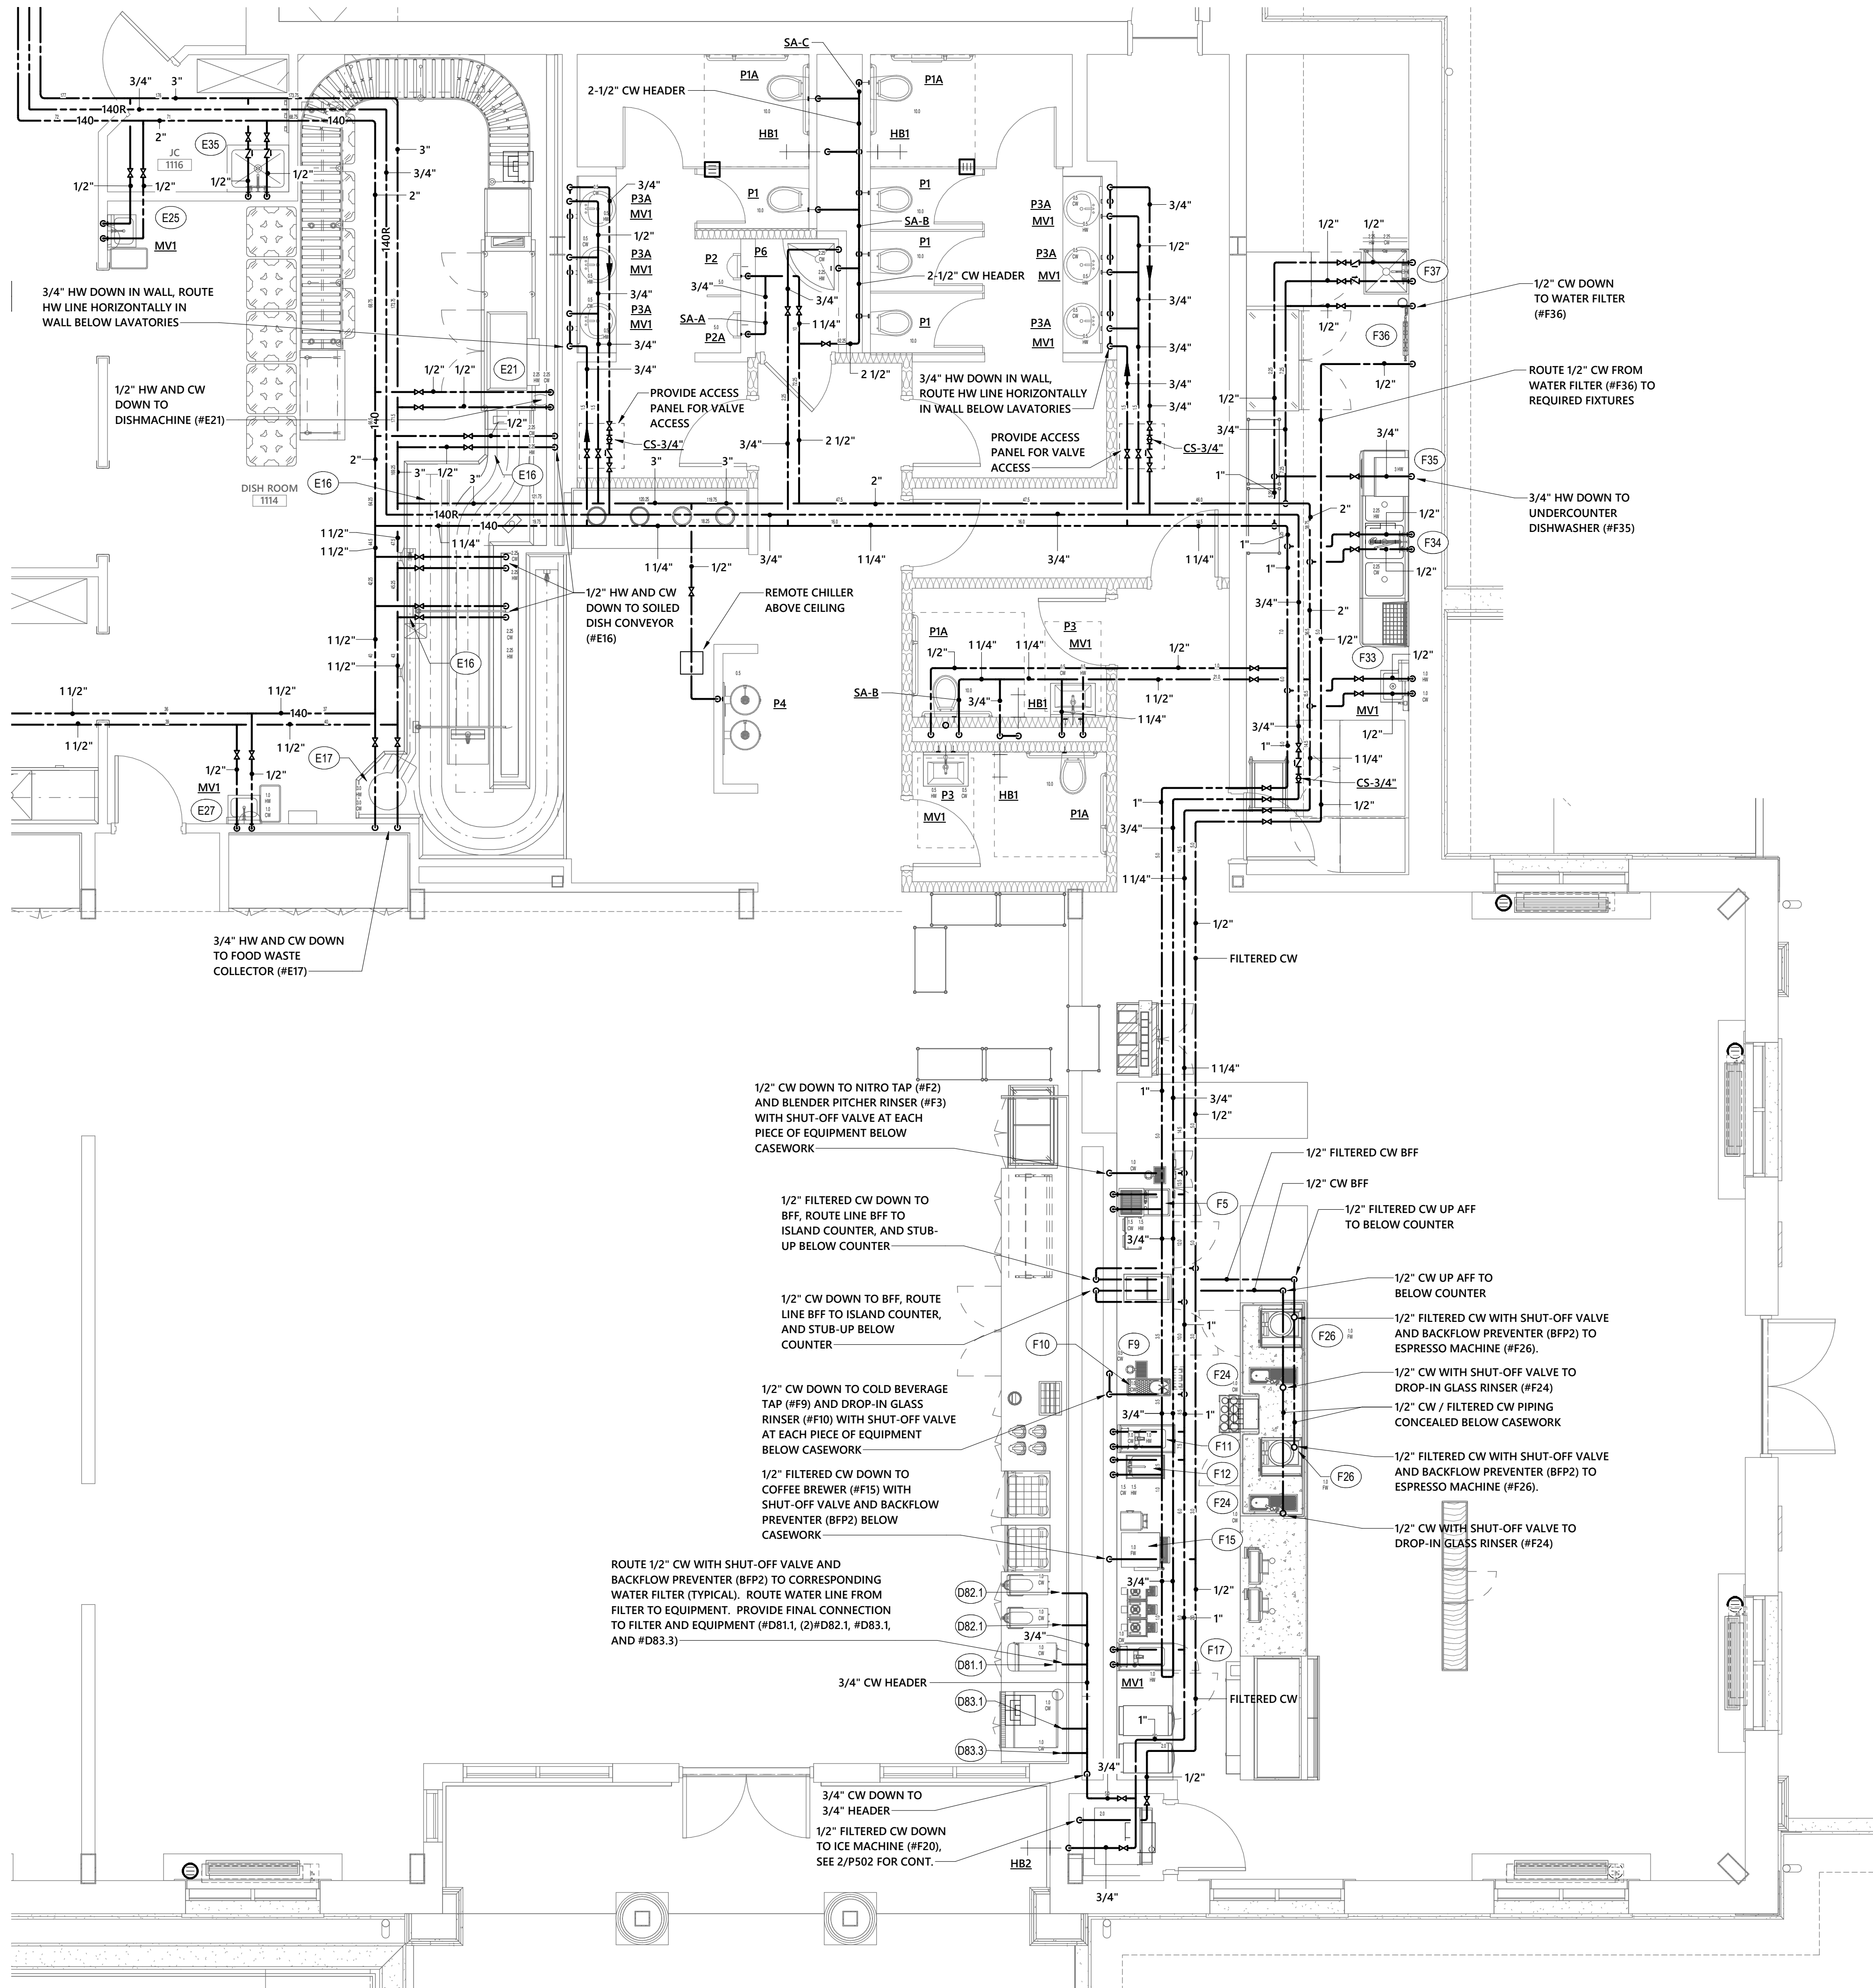 SA-C
2-1/2" CW HEADER
P1A
P1A
HB1
HB1
3/4"
3"
140R
140
140
2"
JC
1116
E35
1/2"
1/2"
1/2"
1/2"
E25
MV1
3"
3/4"
2"
140R
P1
P1
SA-B
P1
2-1/2" CW HEADER
P1
3/4"
P3A
MV1
1/2"
P3A
MV1
3/4"
P3A
MV1
3/4"
3/4"
P2
P6
3/4"
3/4"
SA-A
1 1/4"
P2A
2 1/2"
P3A
MV1
P3A
MV1
P3A
MV1
3/4"
1/2"
3/4"
3/4"
3/4"
3/4"
3/4" HW DOWN IN WALL, ROUTE
HW LINE HORIZONTALLY IN
WALL BELOW LAVATORIES
1/2" HW AND CW
DOWN TO
DISHMACHINE (#E21)
E21
1/2"
1/2"
1/2"
140
2"
3"
1/2"
3"
E16
E16
DISH ROOM
1114
PROVIDE ACCESS
PANEL FOR VALVE
ACCESS
CS-3/4"
3"
3"
3/4"
2 1/2"
2"
3/4" HW DOWN IN WALL,
ROUTE HW LINE HORIZONTALLY
IN WALL BELOW LAVATORIES
PROVIDE ACCESS
PANEL FOR VALVE
ACCESS
CS-3/4"
1/2"
1/2"
F37
1/2"
F36
1/2" CW DOWN
TO WATER FILTER
(#F36)
1/2"
ROUTE 1/2" CW FROM
WATER FILTER (#F36) TO
REQUIRED FIXTURES
1/2"
3/4"
3/4"
F35
1"
3/4" HW DOWN TO
UNDERCOUNTER
DISHWASHER (#F35)
2"
1/2"
F34
1/2"
1"
1"
3/4"
2"
1/2"
F33
1/2"
MV1
1/2"
140R
140
1 1/4"
1 1/2"
1 1/2"
1 1/4"
3/4"
1 1/4"
3/4"
1 1/4"
1/2"
1/2" HW AND CW
DOWN TO SOILED
DISH CONVEYOR
(#E16)
REMOTE CHILLER
ABOVE CEILING
P4
E16
1 1/2"
1 1/2"
1 1/2"
1 1/2"
140
1 1/2"
1 1/2"
1/2"
1/2"
MV1
E27
E17
3/4" HW AND CW DOWN
TO FOOD WASTE
COLLECTOR (#E17)
P1A
1/2"
1 1/4"
1 1/4"
P3
MV1
1/2"
SA-B
3/4"
HB1
1 1/2"
1 1/4"
P3
MV1
HB1
P1A
3/4"
1"
1 1/4"
CS-3/4"
1/2"
1"
3/4"
1 1/4"
1/2"
FILTERED CW
1 1/4"
1"
3/4"
1/2"
1/2" CW DOWN TO NITRO TAP (#F2)
AND BLENDER PITCHER RINSER (#F3)
WITH SHUT-OFF VALVE AT EACH
PIECE OF EQUIPMENT BELOW
CASEWORK
1/2" FILTERED CW BFF
1/2" CW BFF
F5
3/4"
1/2" FILTERED CW UP AFF
TO BELOW COUNTER
1/2" FILTERED CW DOWN TO
BFF, ROUTE LINE BFF TO
ISLAND COUNTER, AND STUB-
UP BELOW COUNTER
1/2" CW UP AFF TO
BELOW COUNTER
1/2" CW DOWN TO BFF, ROUTE
LINE BFF TO ISLAND COUNTER,
AND STUB-UP BELOW
COUNTER
1"
F10
F9
F26
1/2" FILTERED CW WITH SHUT-OFF VALVE
AND BACKFLOW PREVENTER (BFP2) TO
ESPRESSO MACHINE (#F26).
F24
1/2" CW WITH SHUT-OFF VALVE TO
DROP-IN GLASS RINSER (#F24)
1/2" CW DOWN TO COLD BEVERAGE
TAP (#F9) AND DROP-IN GLASS
RINSER (#F10) WITH SHUT-OFF VALVE
AT EACH PIECE OF EQUIPMENT
BELOW CASEWORK
3/4"
1"
1/2" CW / FILTERED CW PIPING
CONCEALED BELOW CASEWORK
F11
F12
F26
1/2" FILTERED CW WITH SHUT-OFF VALVE
AND BACKFLOW PREVENTER (BFP2) TO
ESPRESSO MACHINE (#F26).
1/2" FILTERED CW DOWN TO
COFFEE BREWER (#F15) WITH
SHUT-OFF VALVE AND BACKFLOW
PREVENTER (BFP2) BELOW
CASEWORK
F24
F15
1/2" CW WITH SHUT-OFF VALVE TO
DROP-IN GLASS RINSER (#F24)
ROUTE 1/2" CW WITH SHUT-OFF VALVE AND
BACKFLOW PREVENTER (BFP2) TO CORRESPONDING
WATER FILTER (TYPICAL). ROUTE WATER LINE FROM
FILTER TO EQUIPMENT. PROVIDE FINAL CONNECTION
TO FILTER AND EQUIPMENT (#D81.1, (2)#D82.1, #D83.1,
AND #D83.3)
D82.1
D82.1
3/4"
1/2"
1"
3/4"
D81.1
F17
MV1
3/4" CW HEADER
D83.1
FILTERED CW
1"
D83.3
3/4"
1/2"
3/4" CW DOWN TO
3/4" HEADER
1/2" FILTERED CW DOWN
TO ICE MACHINE (#F20),
SEE 2/P502 FOR CONT.
HB2
3/4"